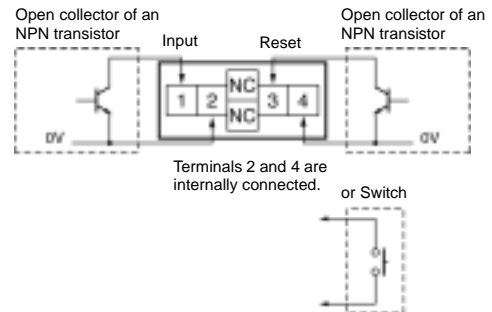 Open collector of an
NPN transistor
Open collector of an
NPN transistor
Input
Reset
NC
1 2 3 4
NC
0V
0V
Terminals 2 and 4 are
internally connected.
or Switch